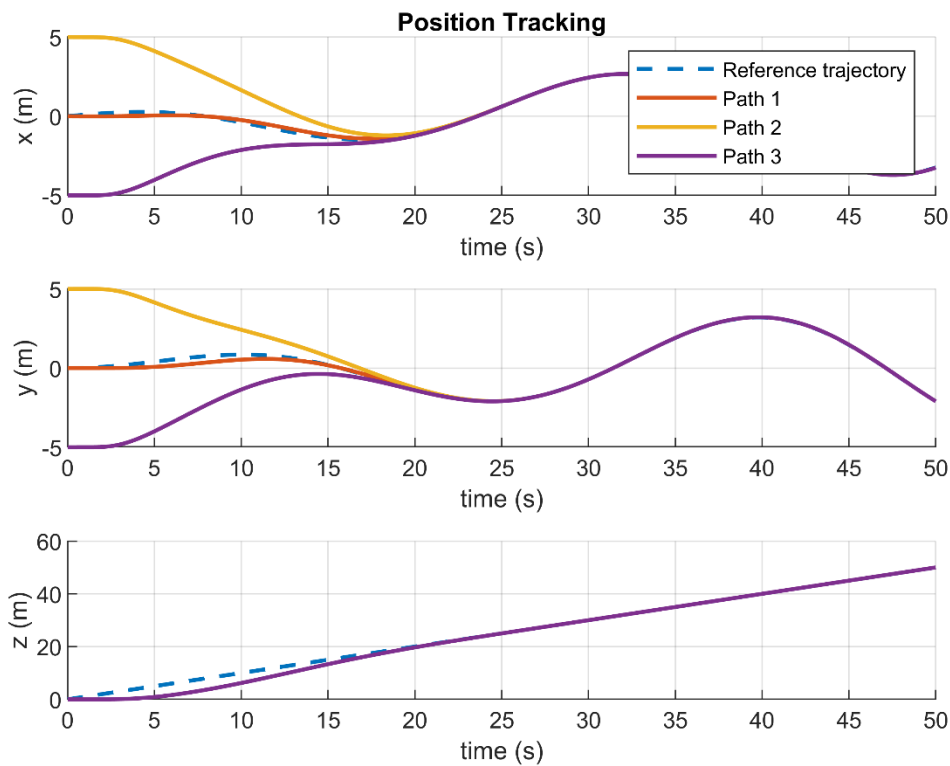 Position Tracking
5
0
-5
x (m)
Reference trajectory
Path 1
Path 2
Path 3
0 5 10 15 20 25 30 35 40 45 50
time (s)
5
0
-5
y (m)
0 5 10 15 20 25 30 35 40 45 50
time (s)
60
40
20
0
z (m)
0 5 10 15 20 25 30 35 40 45 50
time (s)